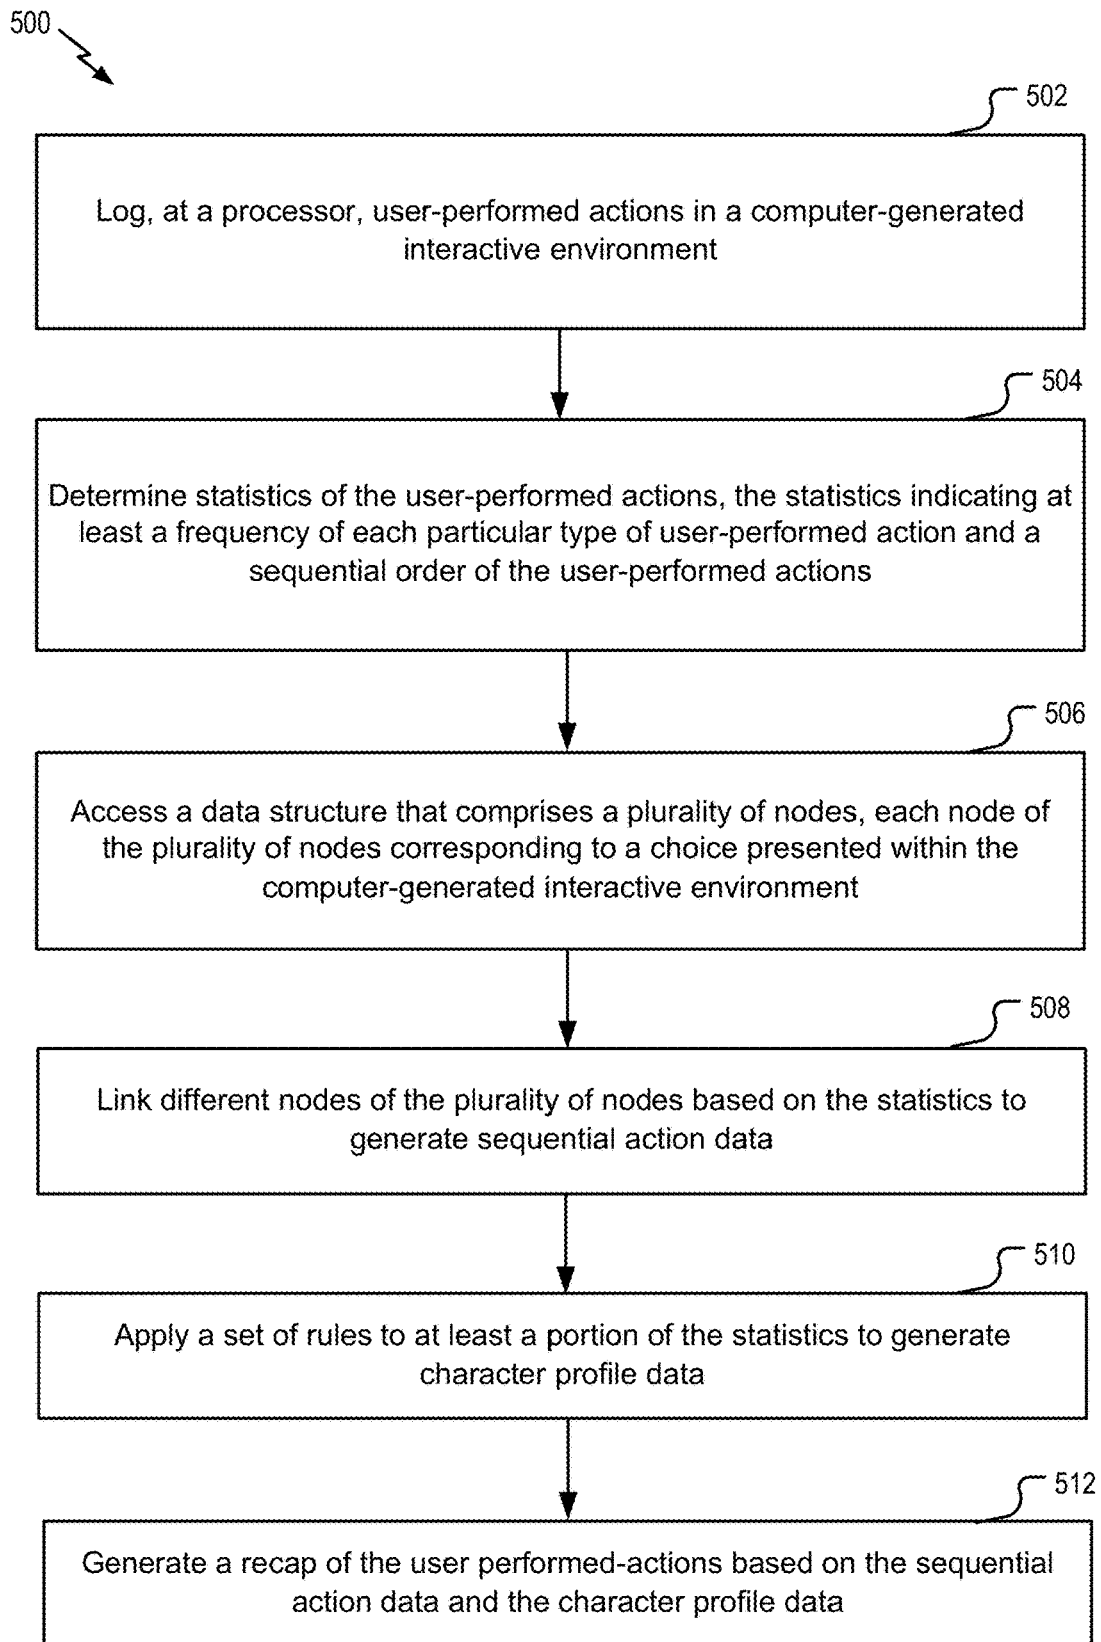 500
502
Log, at a processor, user-performed actions in a computer-generated
interactive environment
504
Determine statistics of the user-performed actions, the statistics indicating at
least a frequency of each particular type of user-performed action and a
sequential order of the user-performed actions
506
Access a data structure that comprises a plurality of nodes, each node of
the plurality of nodes corresponding to a choice presented within the
computer-generated interactive environment
508
Link different nodes of the plurality of nodes based on the statistics to
generate sequential action data
510
Apply a set of rules to at least a portion of the statistics to generate
character profile data
512
Generate a recap of the user performed-actions based on the sequential
action data and the character profile data